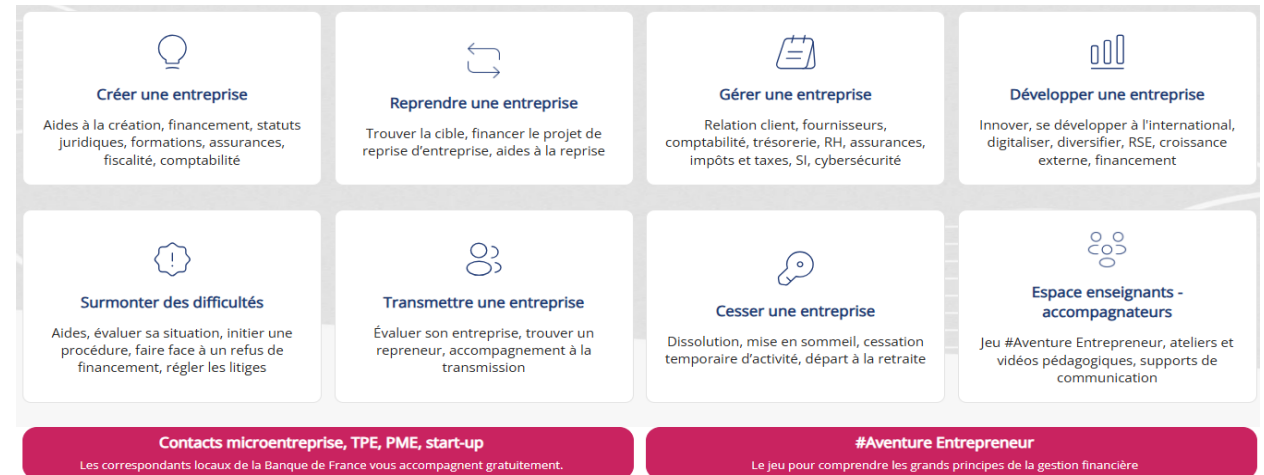 Créer une entreprise
Aides à la création, financement, statuts
juridiques, formations, assurances,
fiscalité, comptabilité
Reprendre une entreprise
Trouver la cible, financer le projet de
reprise d'entreprise, aides à la reprise
Gérer une entreprise
Relation client, fournisseurs,
comptabilité, trésorerie, RH, assurances,
impôts et taxes, SI, cybersécurité
Développer une entreprise
Innover, se développer à l'international,
digitaliser, diversifier, RSE, croissance
externe, financement
Surmonter des difficultés
Aides, évaluer sa situation, initier une
procédure, faire face à un refus de
financement, régler les litiges
Transmettre une entreprise
Évaluer son entreprise, trouver un
repreneur, accompagnement à la
transmission
Cesser une entreprise
Dissolution, mise en sommeil, cessation
temporaire d'activité, départ à la retraite
Espace enseignants -
accompagnateurs
Jeu #Aventure Entrepreneur, ateliers et
vidéos pédagogiques, supports de
communication
Contacts microentreprise, TPE, PME, start-up
Les correspondants locaux de la Banque de France vous accompagnent gratuitement.
#Aventure Entrepreneur
Le jeu pour comprendre les grands principes de la gestion financière